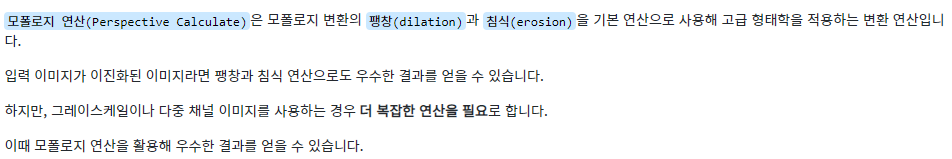 모폴로지 연산(Perspective Calculate)은 모폴로지 변환의 팽창(dilation)과 침식(erosion)을 기본 연산으로 사용해 고급 형태학을 적용하는 변환 연산입니
다.
입력 이미지가 이진화된 이미지라면 팽창과 침식 연산으로도 우수한 결과를 얻을 수 있습니다.
하지만, 그레이스케일이나 다중 채널 이미지를 사용하는 경우 더 복잡한 연산을 필요로 합니다.
이때 모폴로지 연산을 활용해 우수한 결과를 얻을 수 있습니다.